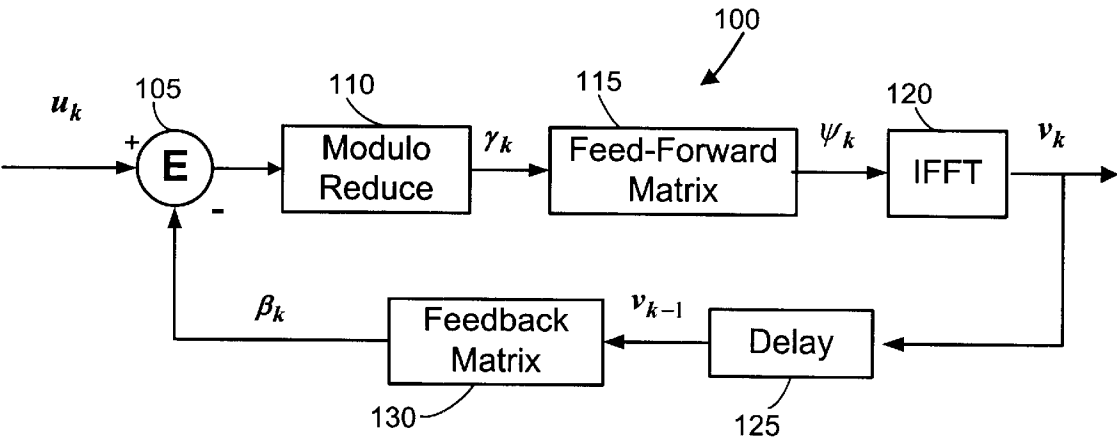 100
105
110
115
120
u_k
+
E
-
Modulo
Reduce
γ_k
Feed-Forward
Matrix
ψ_k
IFFT
v_k
β_k
Feedback
Matrix
v_{k-1}
Delay
130
125